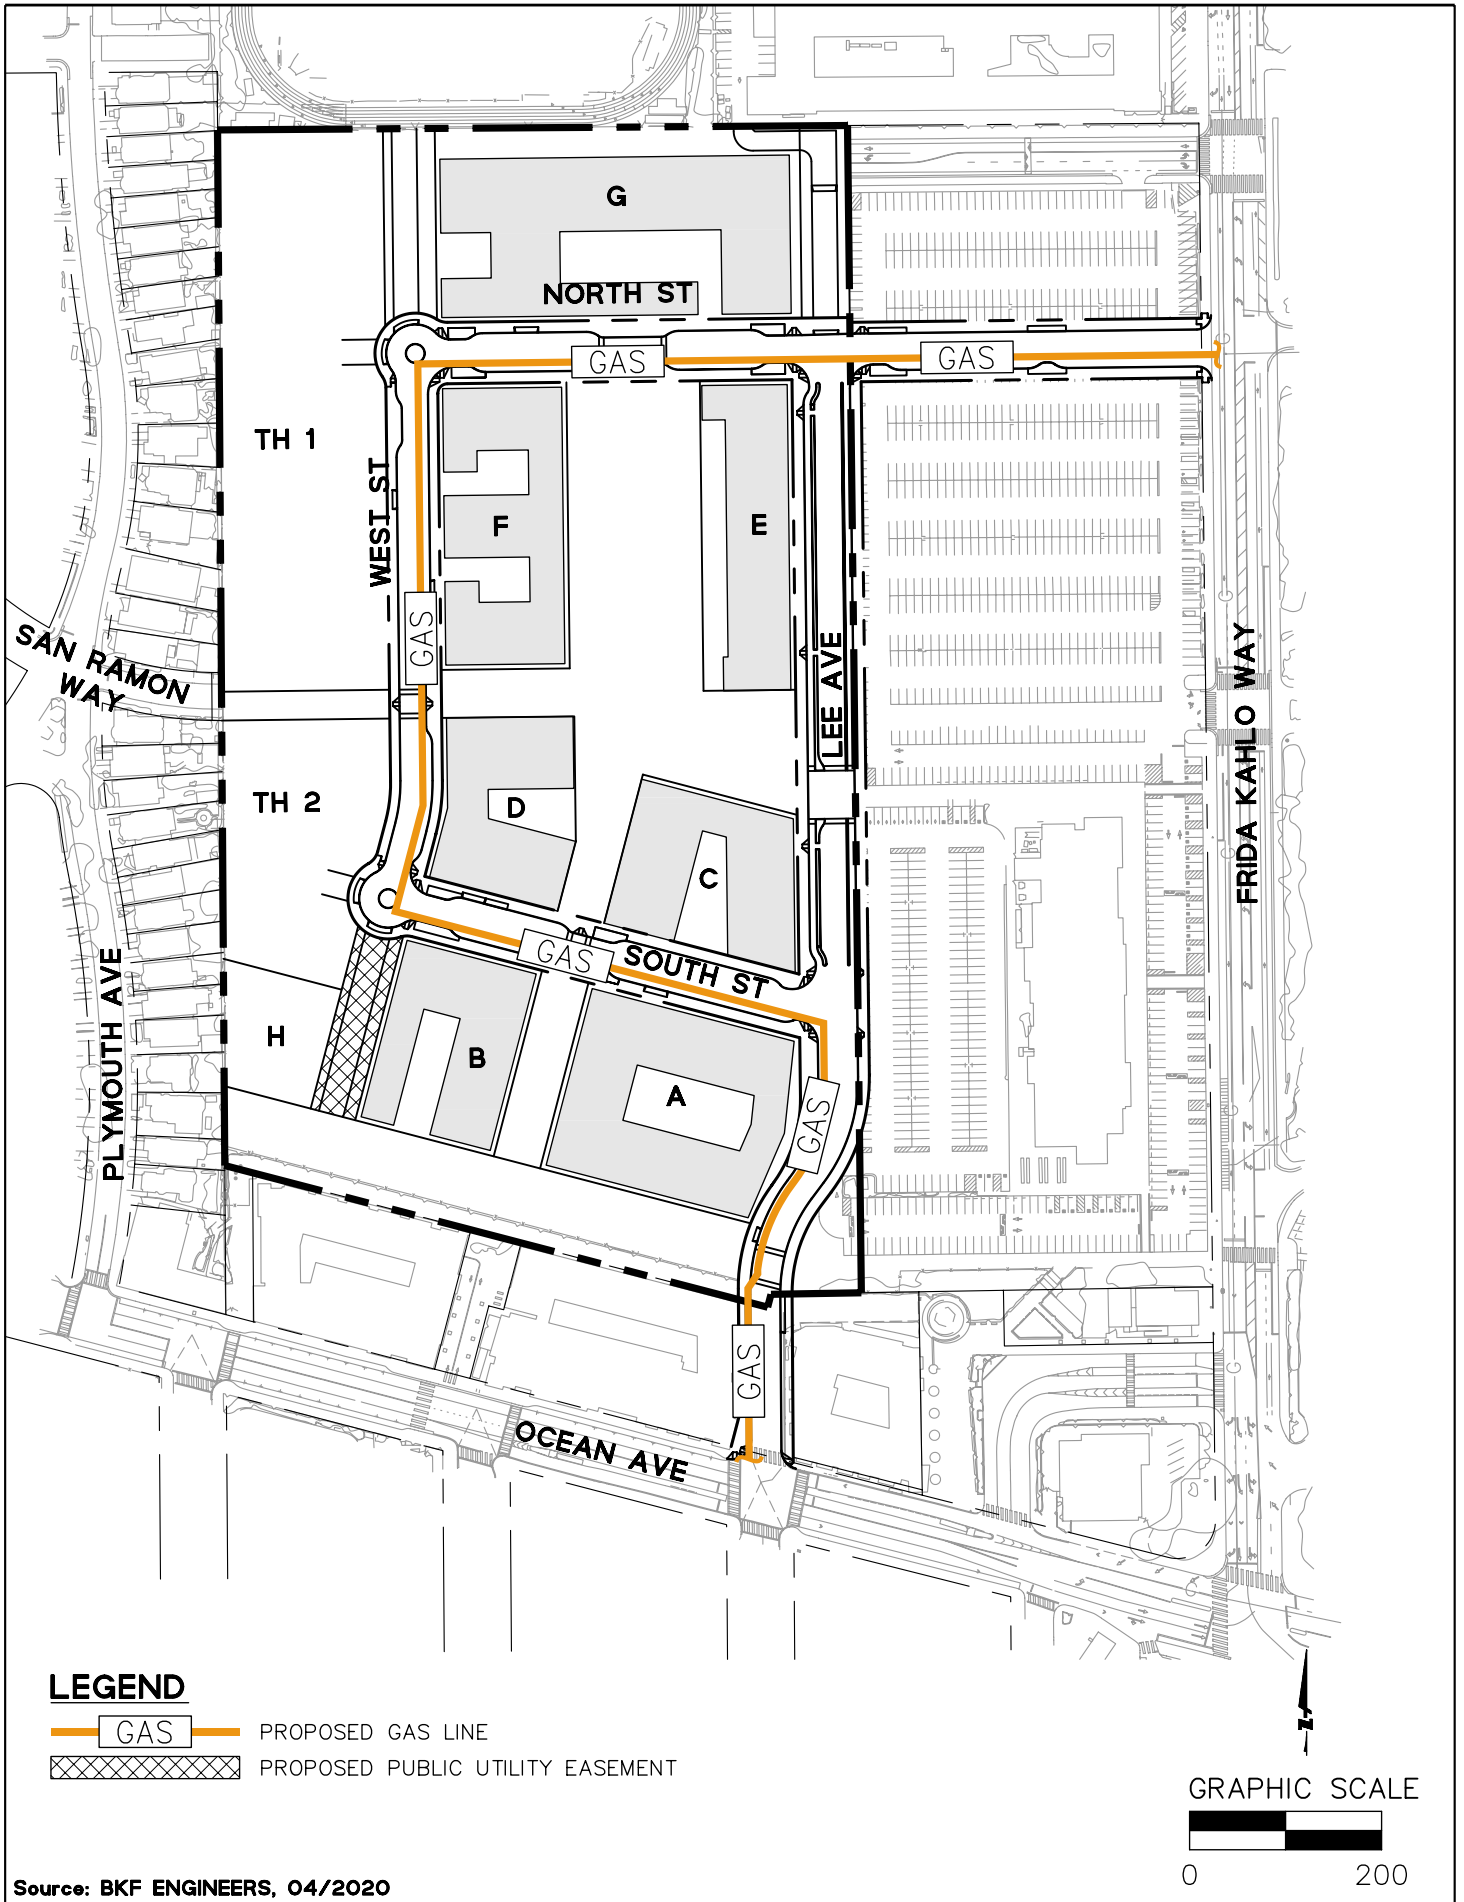 G
NORTH ST
GAS
GAS
TH 1
WEST ST
F
E
GAS
SAN RAMON
WAY
LEE AVE
FRIDA KAHLO WAY
TH 2
D
C
GAS
SOUTH ST
PLYMOUTH AVE
H
B
A
GAS
GAS
OCEAN AVE
LEGEND
GAS PROPOSED GAS LINE
PROPOSED PUBLIC UTILITY EASEMENT
GRAPHIC SCALE
0 200
Source: BKF ENGINEERS, 04/2020